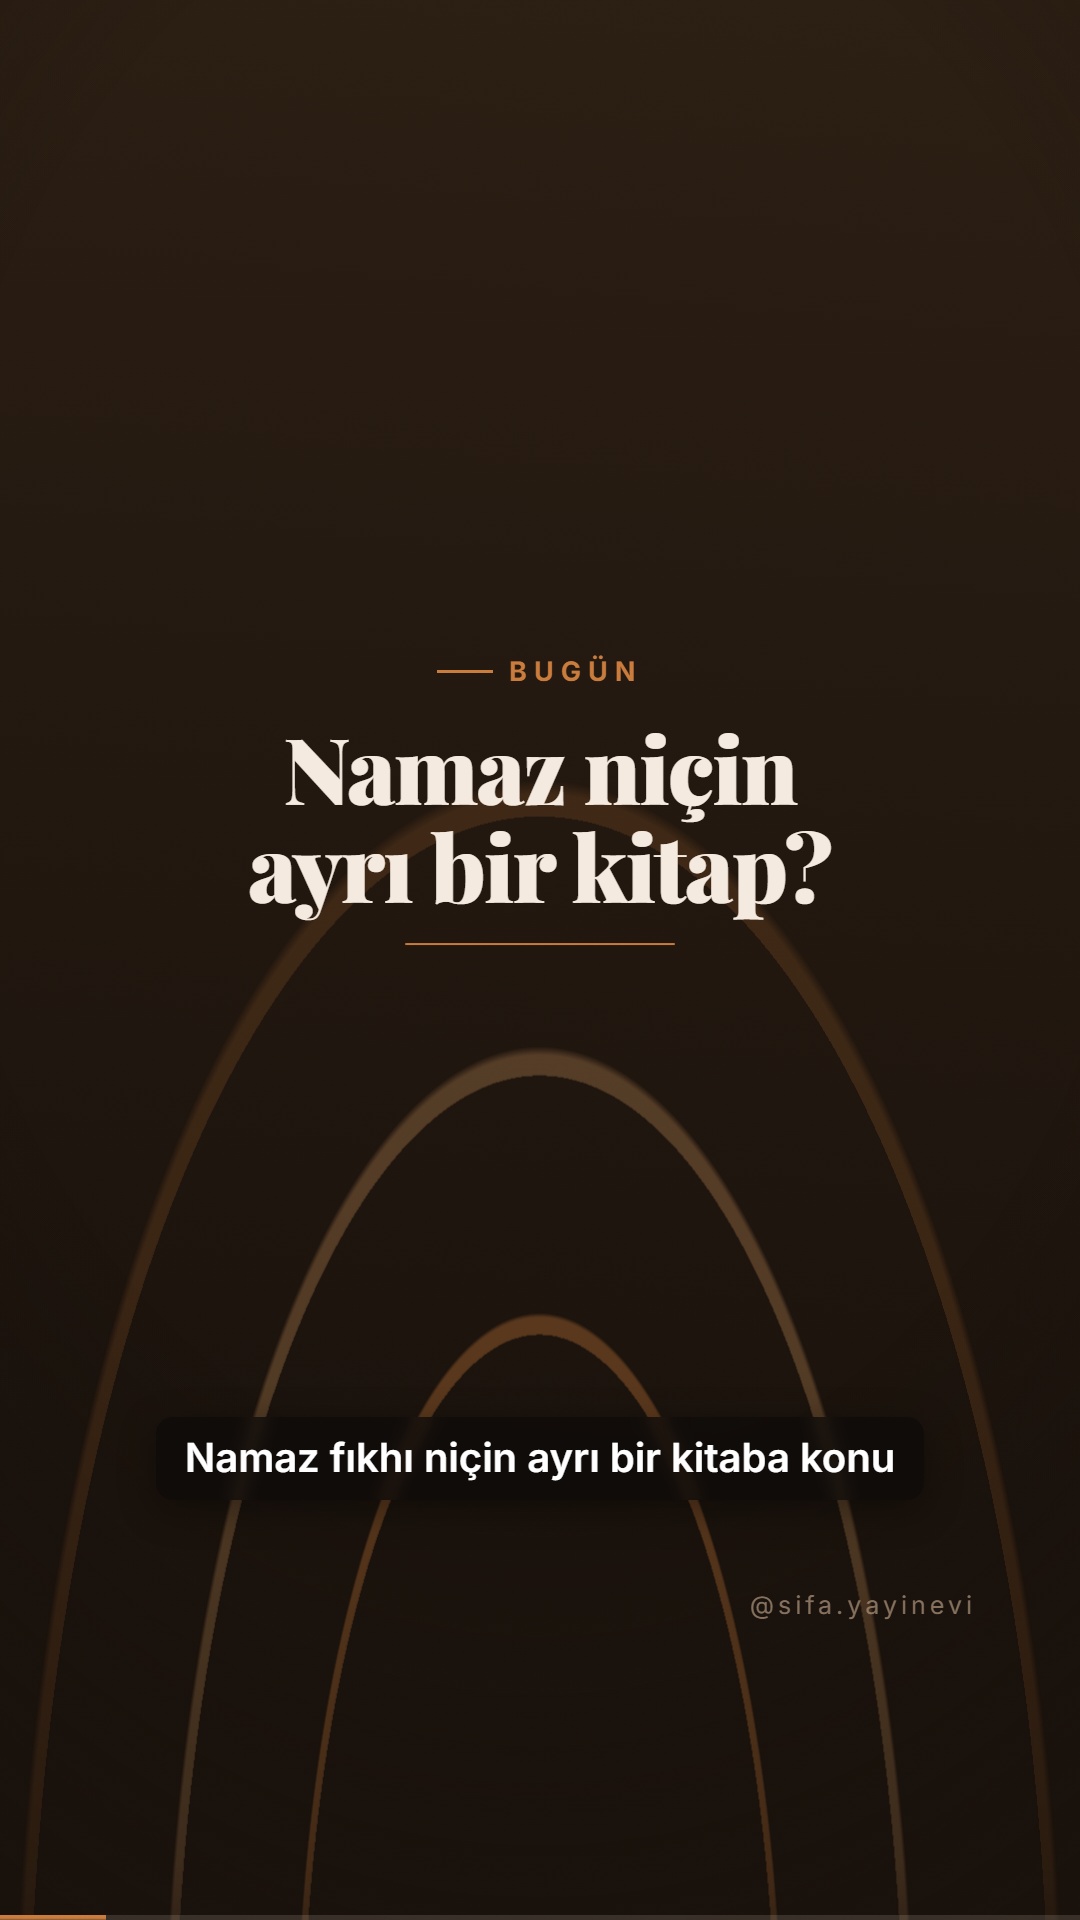 BUGÜN
Namaz niçin
ayrı bir kitap?
Namaz fıkhı niçin ayrı bir kitaba konu
@sifa.yayinevi